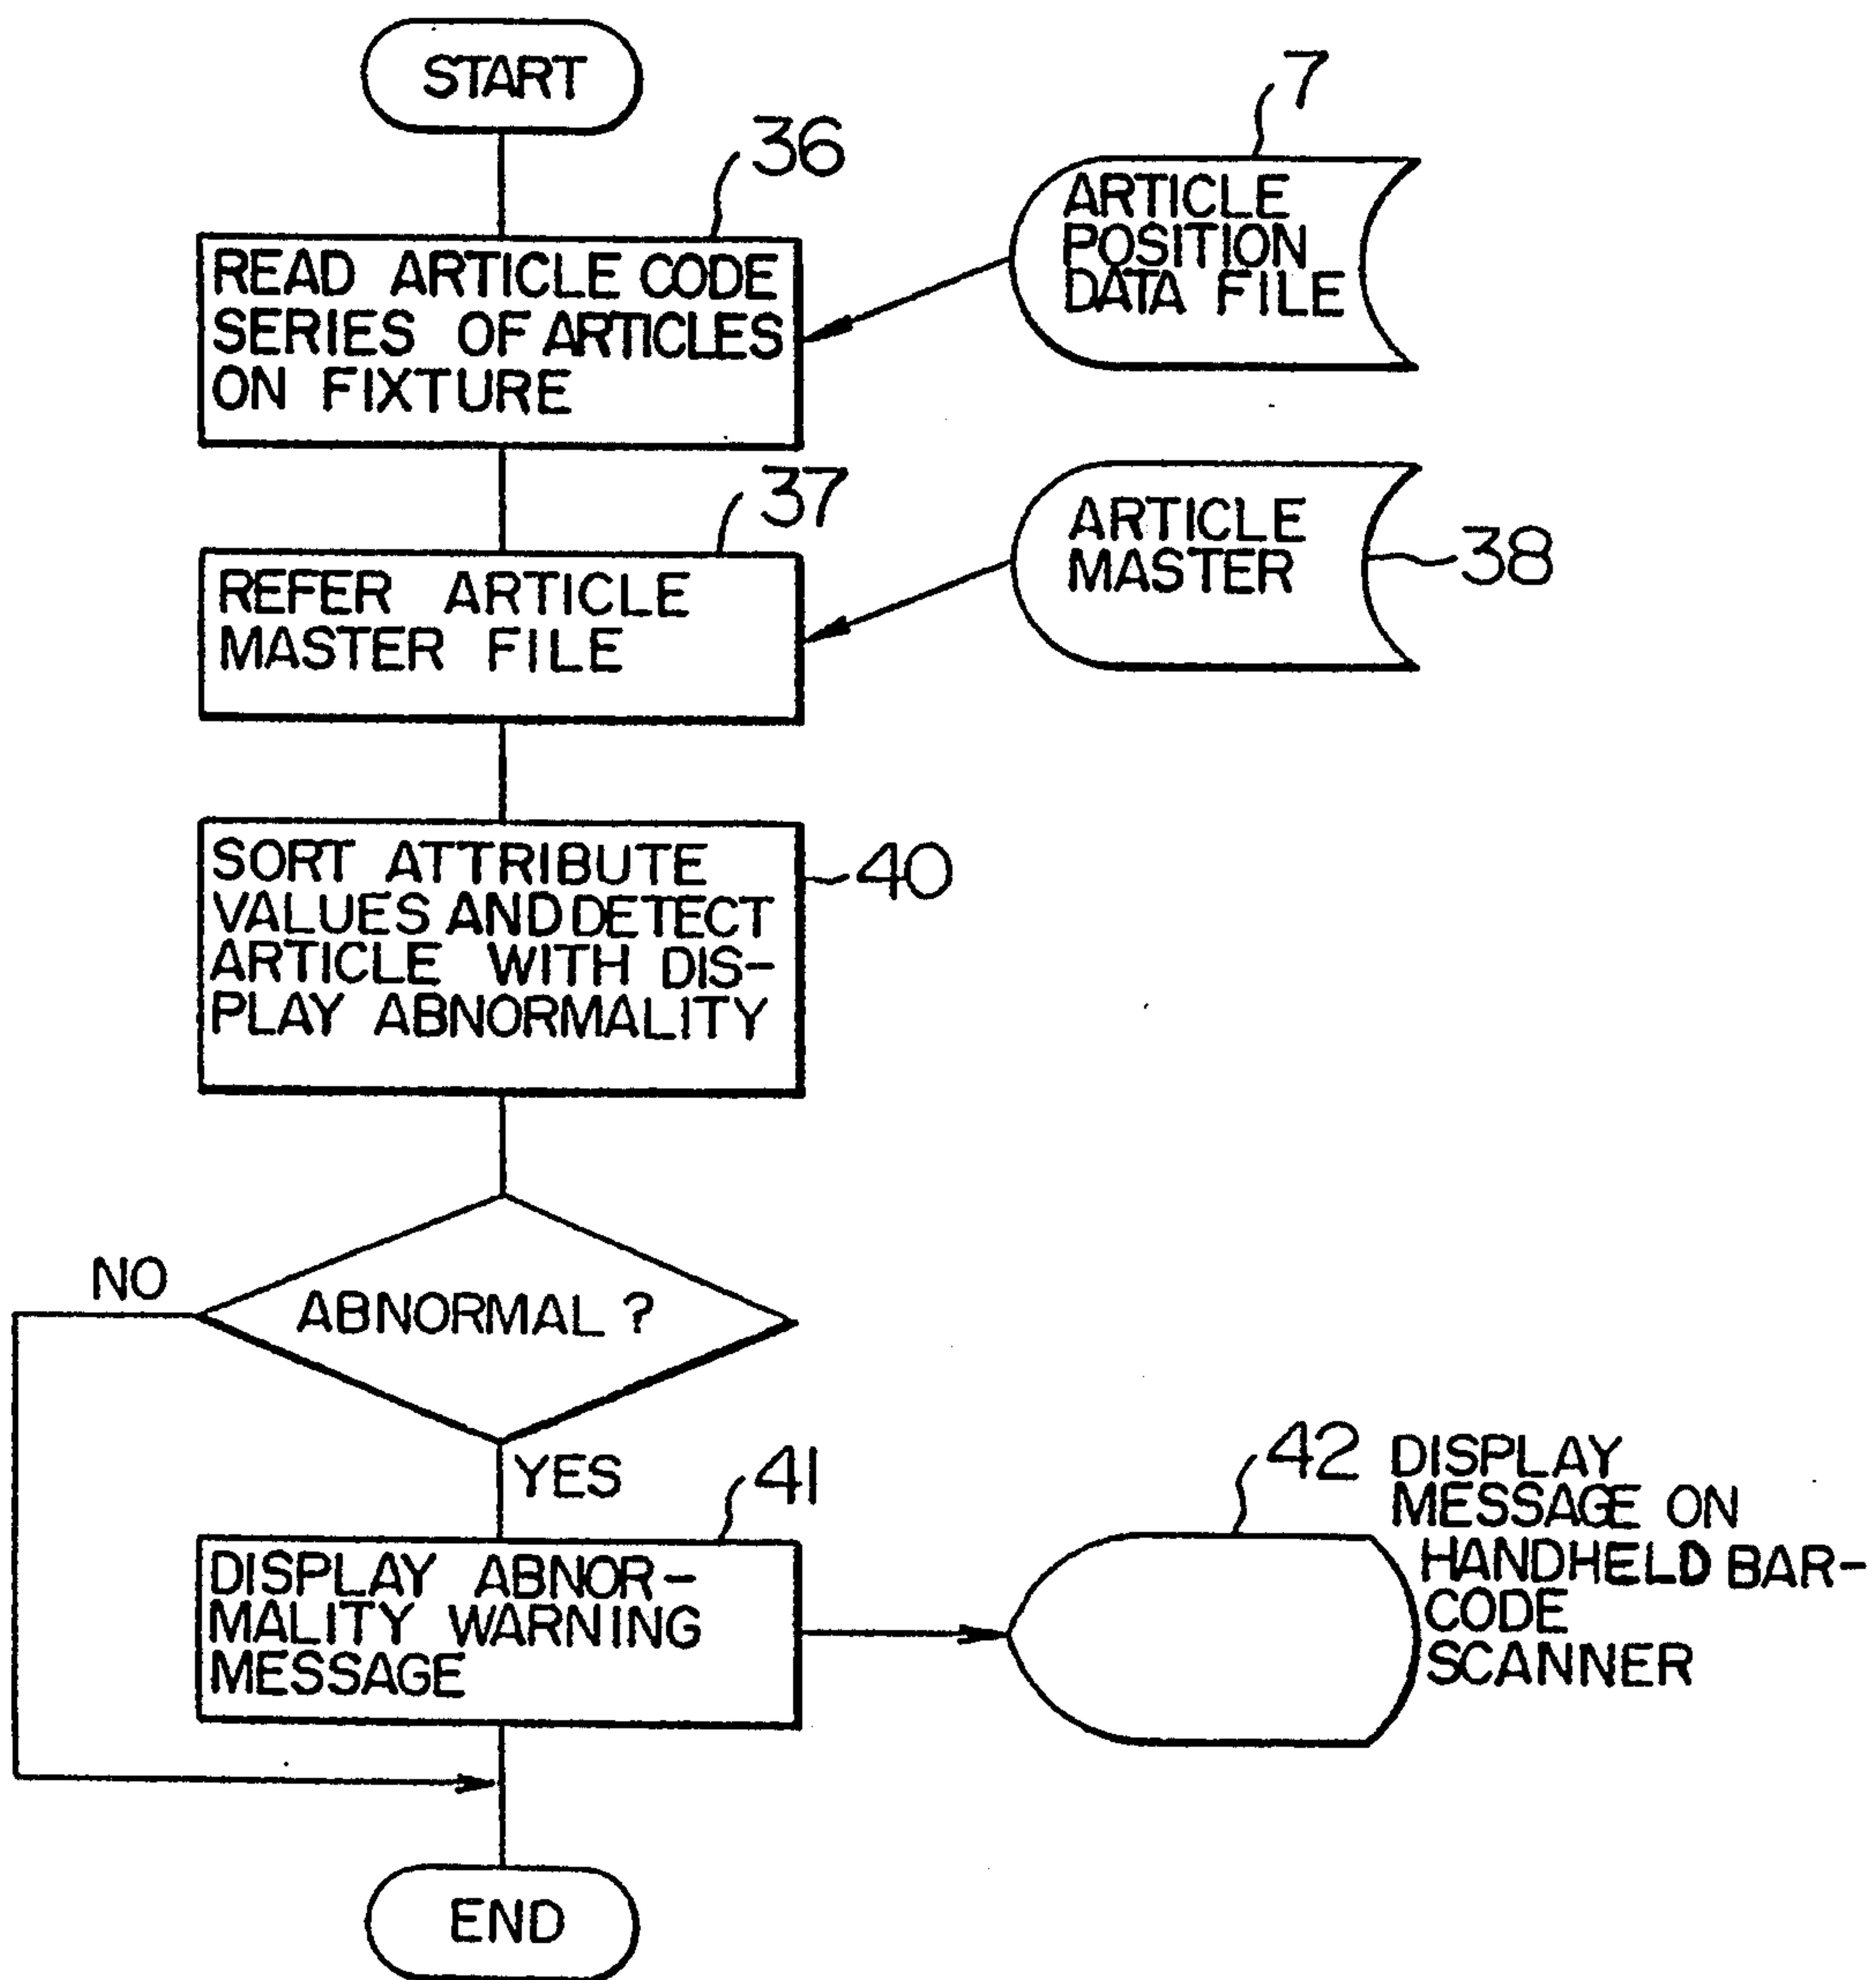 START
36
READ ARTICLE CODE
SERIES OF ARTICLES
ON FIXTURE
7
ARTICLE
POSITION
DATA FILE
37
REFER ARTICLE
MASTER FILE
ARTICLE
MASTER
38
SORT ATTRIBUTE
VALUES AND DETECT
ARTICLE WITH DIS-
PLAY ABNORMALITY
40
NO
ABNORMAL ?
YES
41
DISPLAY ABNOR-
MALITY WARNING
MESSAGE
42
DISPLAY
MESSAGE ON
HANDHELD BAR-
CODE
SCANNER
END